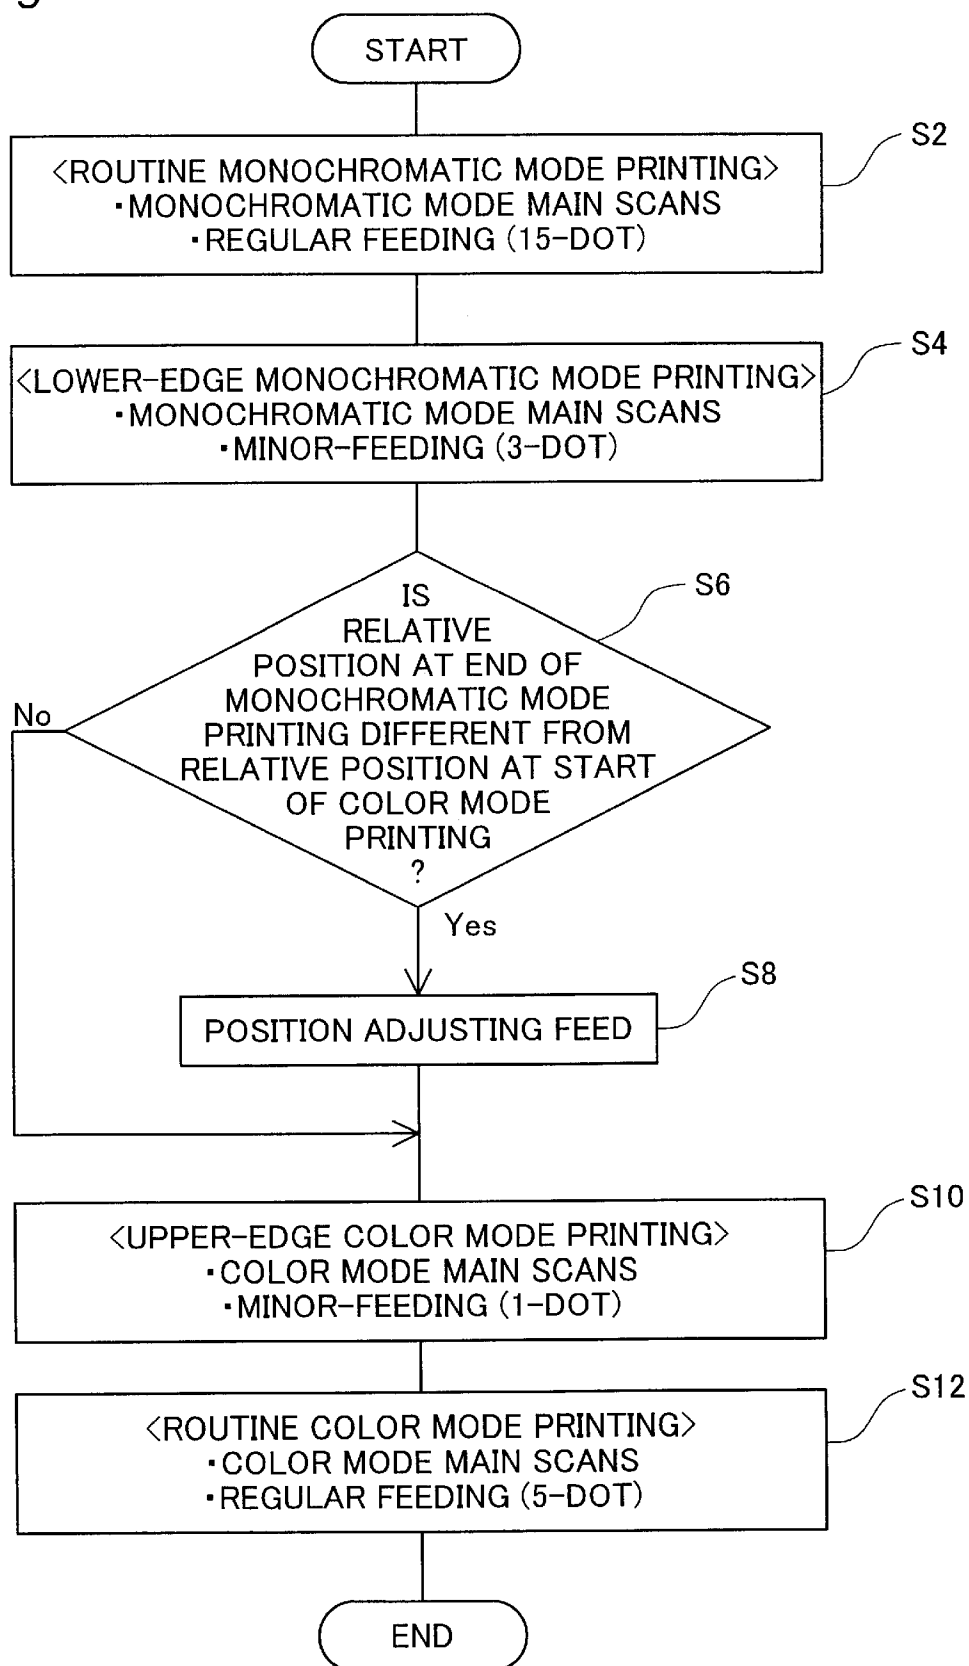 START
S2
<ROUTINE MONOCHROMATIC MODE PRINTING>
・MONOCHROMATIC MODE MAIN SCANS
・REGULAR FEEDING (15-DOT)
S4
<LOWER-EDGE MONOCHROMATIC MODE PRINTING>
・MONOCHROMATIC MODE MAIN SCANS
・MINOR-FEEDING (3-DOT)
S6
IS
RELATIVE
POSITION AT END OF
MONOCHROMATIC MODE
PRINTING DIFFERENT FROM
RELATIVE POSITION AT START
OF COLOR MODE
PRINTING
?
No
Yes
S8
POSITION ADJUSTING FEED
S10
<UPPER-EDGE COLOR MODE PRINTING>
・COLOR MODE MAIN SCANS
・MINOR-FEEDING (1-DOT)
S12
<ROUTINE COLOR MODE PRINTING>
・COLOR MODE MAIN SCANS
・REGULAR FEEDING (5-DOT)
END